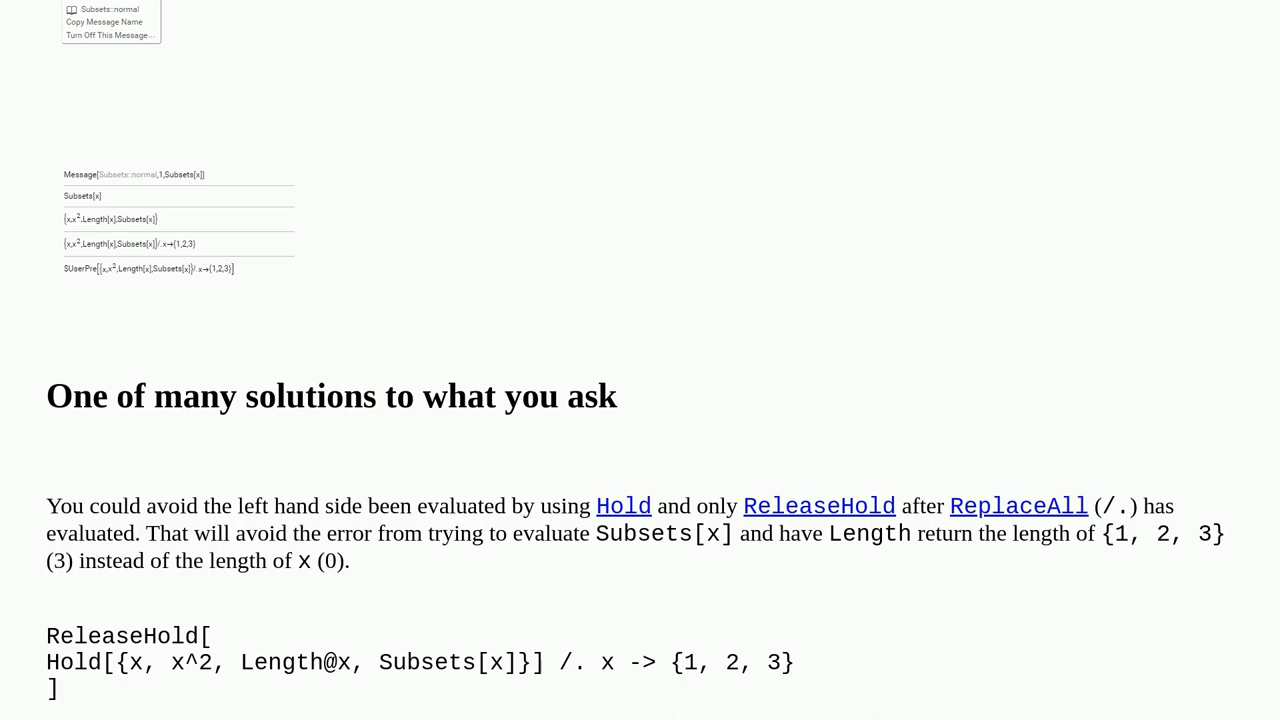 Subsets::normal
Copy Message Name
Turn Off This Message...
Message[Subsets::normal,1,Subsets[x]]
Subsets[x]
{x,x²,Length[x],Subsets[x]}
{x,x²,Length[x],Subsets[x]}/.x→{1,2,3}
$UserPre[{x,x²,Length[x],Subsets[x]}/.x→{1,2,3}]
One of many solutions to what you ask
You could avoid the left hand side been evaluated by using Hold and only ReleaseHold after ReplaceAll (/.) has
evaluated. That will avoid the error from trying to evaluate Subsets[x] and have Length return the length of {1, 2, 3}
(3) instead of the length of x (0).
ReleaseHold[
Hold[{x, x^2, Length@x, Subsets[x]}] /. x -> {1, 2, 3}
]